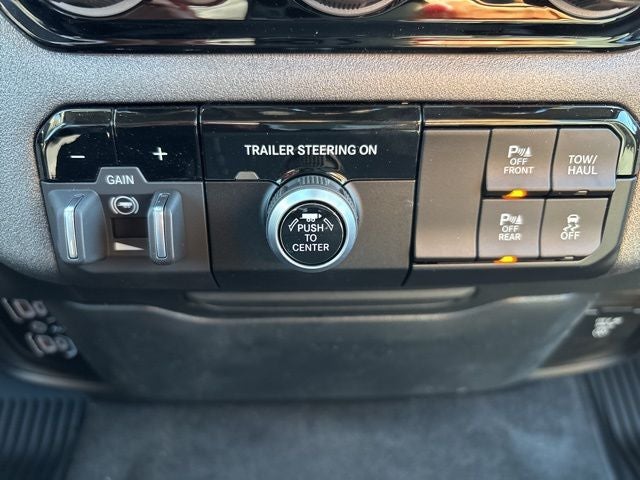 − +
GAIN
TRAILER STEERING ON
PUSH
TO
CENTER
P
OFF
FRONT
TOW/
HAUL
P
OFF
REAR
OFF